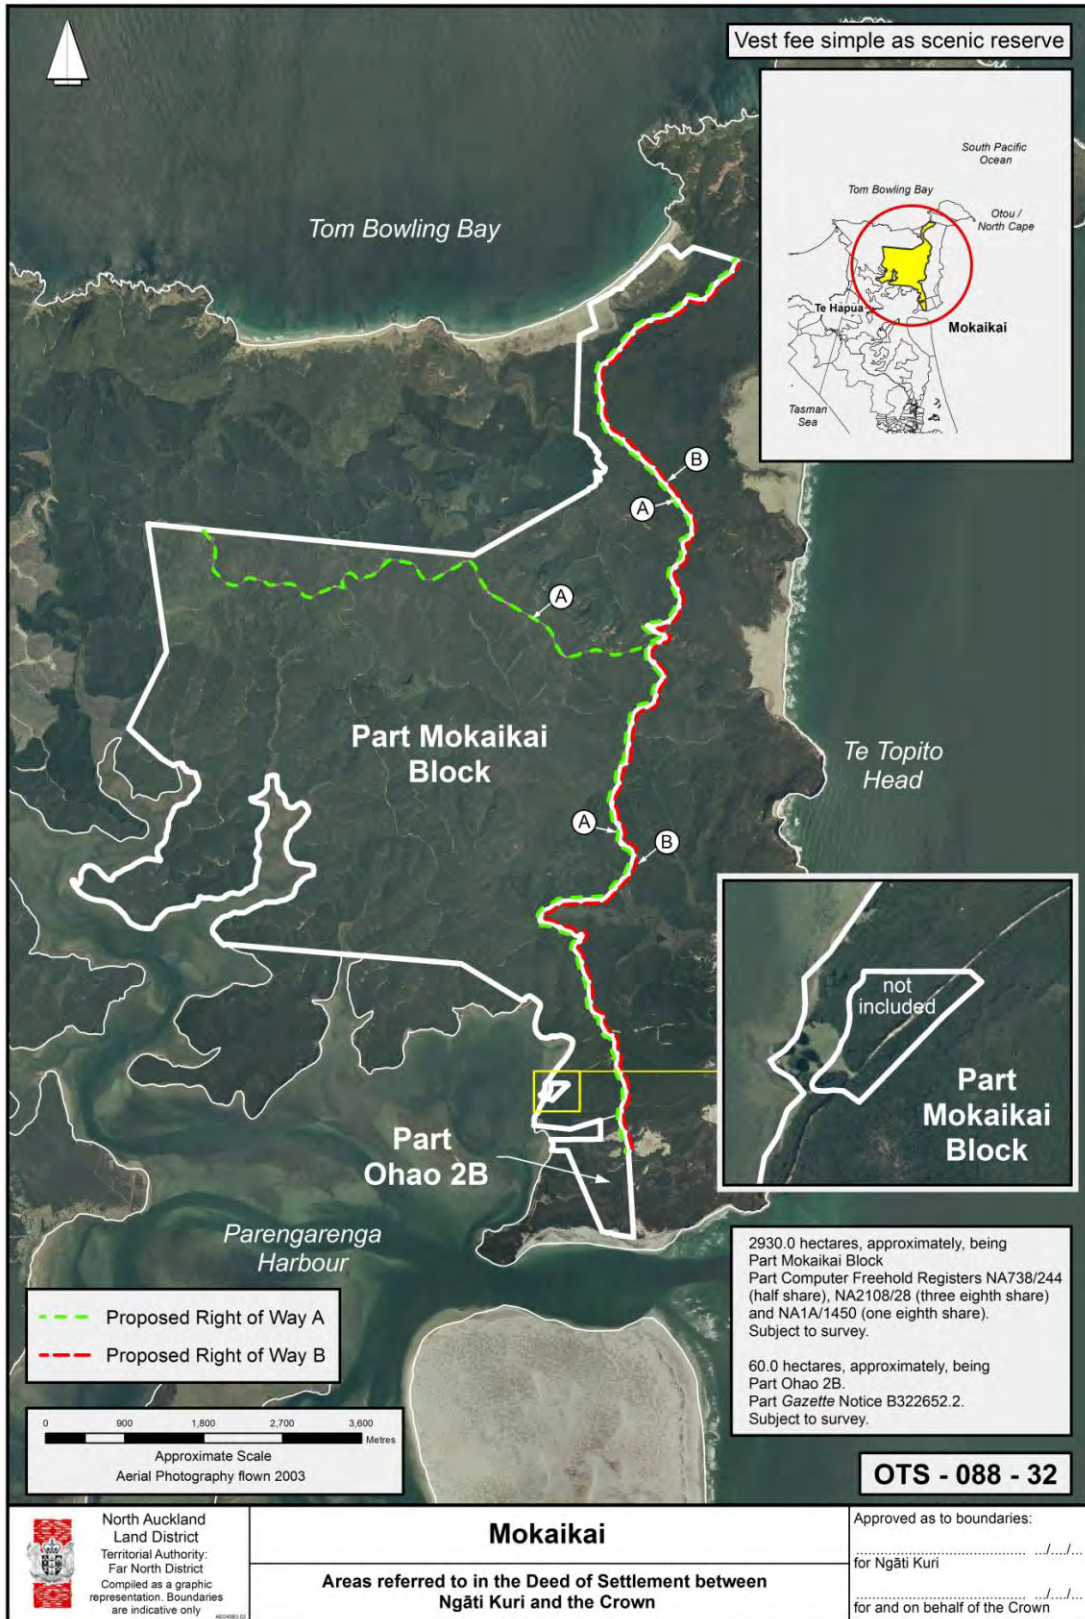 Vest fee simple as scenic reserve
South Pacific
Ocean
Tom Bowling Bay
Otou /
North Cape
Te Hapua
Mokaikai
Tasman
Sea
Tom Bowling Bay
B
A
A
Part Mokaikai
Block
Te Topito
Head
A
B
not
included
Part
Mokaikai
Block
Part
Ohao 2B
Parengarenga
Harbour
Proposed Right of Way A
Proposed Right of Way B
0 900 1,800 2,700 3,600
Metres
Approximate Scale
Aerial Photography flown 2003
2930.0 hectares, approximately, being
Part Mokaikai Block
Part Computer Freehold Registers NA738/244
(half share), NA2108/28 (three eighth share)
and NA1A/1450 (one eighth share).
Subject to survey.
60.0 hectares, approximately, being
Part Ohao 2B.
Part Gazette Notice B322652.2.
Subject to survey.
OTS - 088 - 32
North Auckland
Land District
Territorial Authority:
Far North District
Compiled as a graphic
representation. Boundaries
are indicative only
Mokaikai
Areas referred to in the Deed of Settlement between
Ngāti Kuri and the Crown
Approved as to boundaries:
.................................... .../..../...
for Ngāti Kuri
.................................... .../..../...
for and on behalf of the Crown